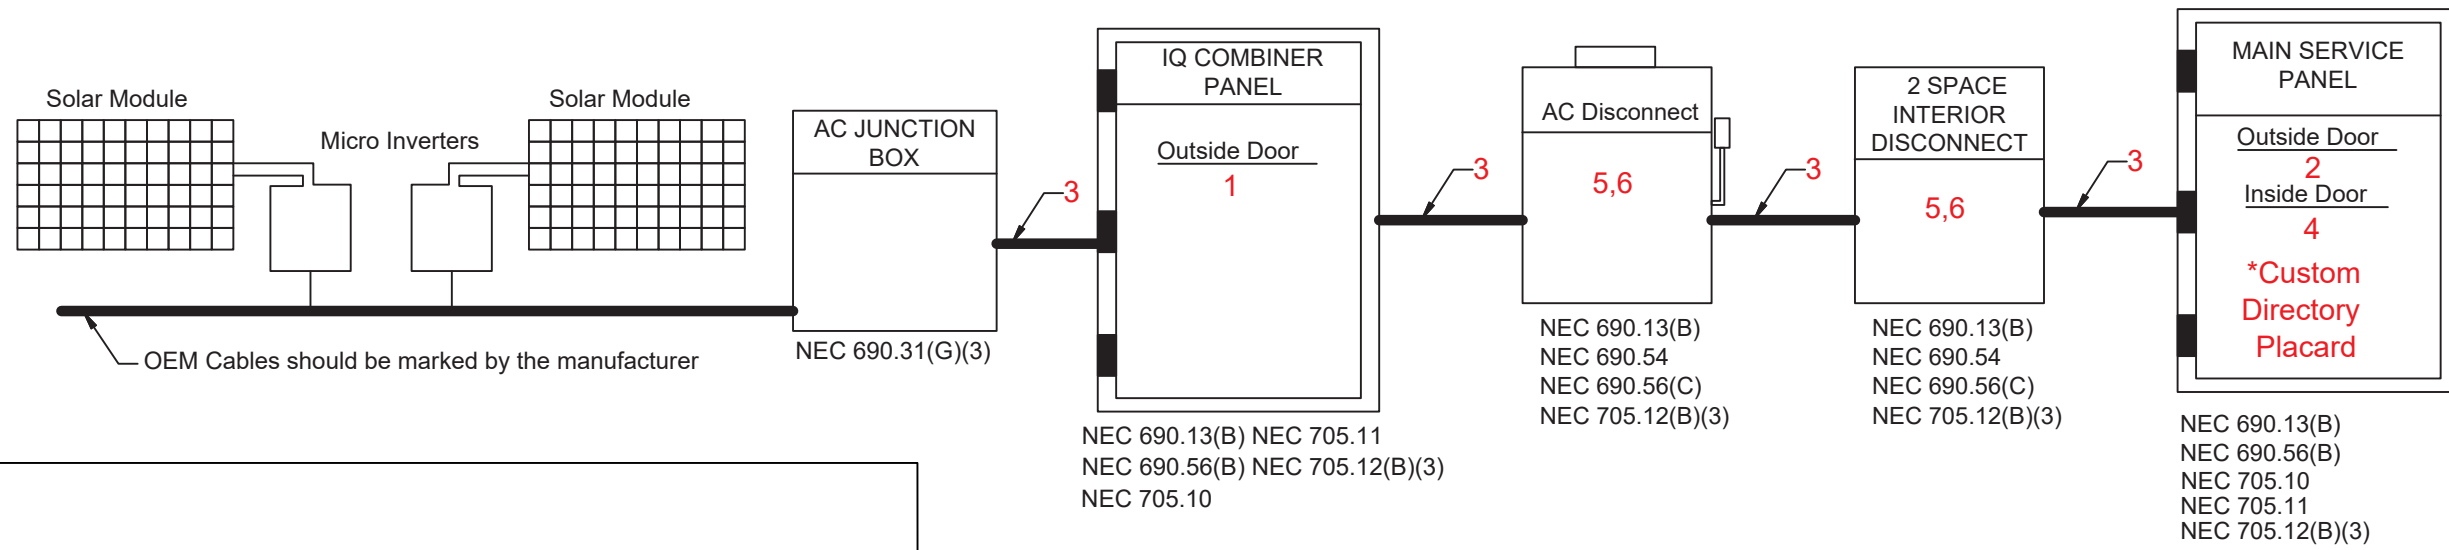 Solar Module
Micro Inverters
Solar Module
OEM Cables should be marked by the manufacturer
AC JUNCTION
BOX
NEC 690.31(G)(3)
3
IQ COMBINER
PANEL
Outside Door
1
NEC 690.13(B) NEC 705.11
NEC 690.56(B) NEC 705.12(B)(3)
NEC 705.10
3
AC Disconnect
5,6
NEC 690.13(B)
NEC 690.54
NEC 690.56(C)
NEC 705.12(B)(3)
3
2 SPACE
INTERIOR
DISCONNECT
5,6
NEC 690.13(B)
NEC 690.54
NEC 690.56(C)
NEC 705.12(B)(3)
3
MAIN SERVICE
PANEL
Outside Door
2
Inside Door
4
*Custom
Directory
Placard
NEC 690.13(B)
NEC 690.56(B)
NEC 705.10
NEC 705.11
NEC 705.12(B)(3)